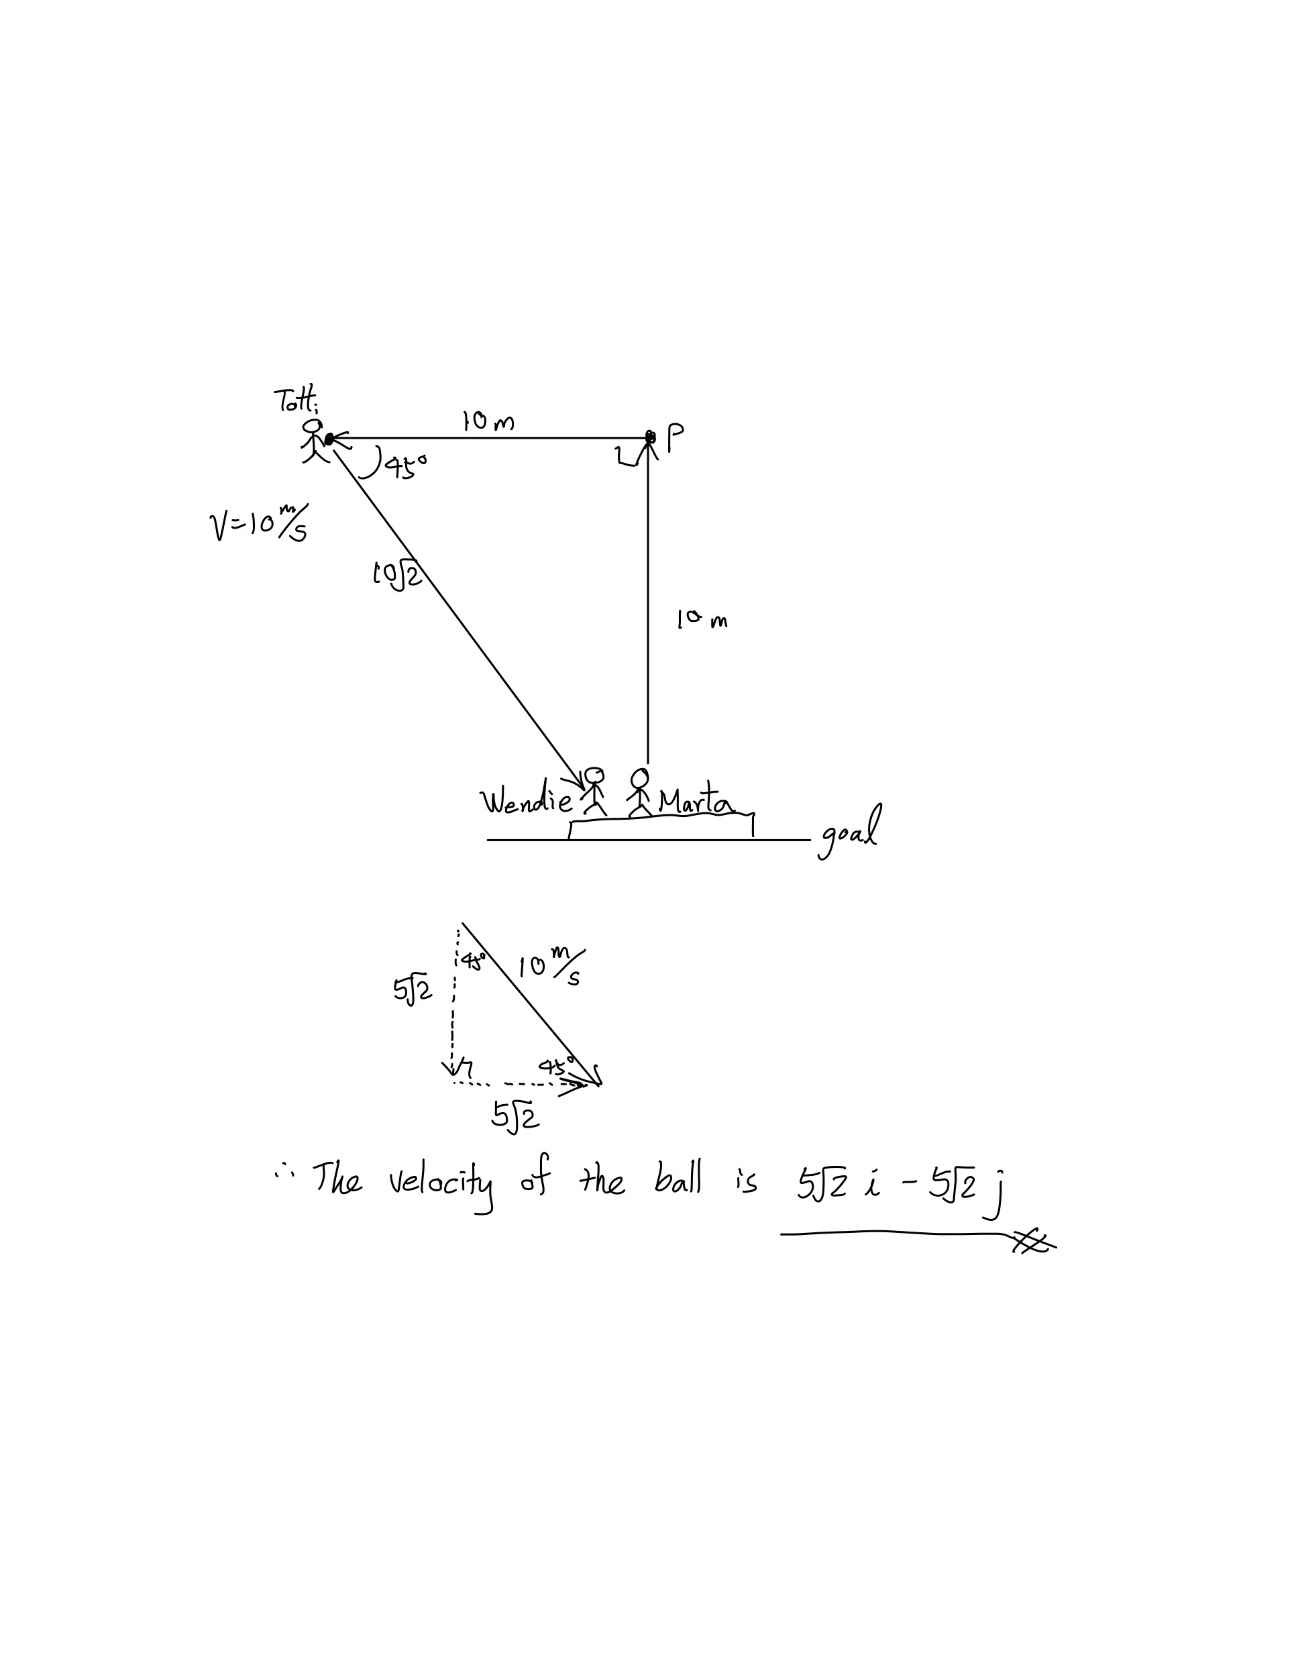 Totti
10 m
P
45°
V=10 m/s
10√2
10 m
Wendie
Marta
goal
45°
10 m/s
5√2
45°
5√2
∴ The velocity of the ball is 5√2 i - 5√2 j